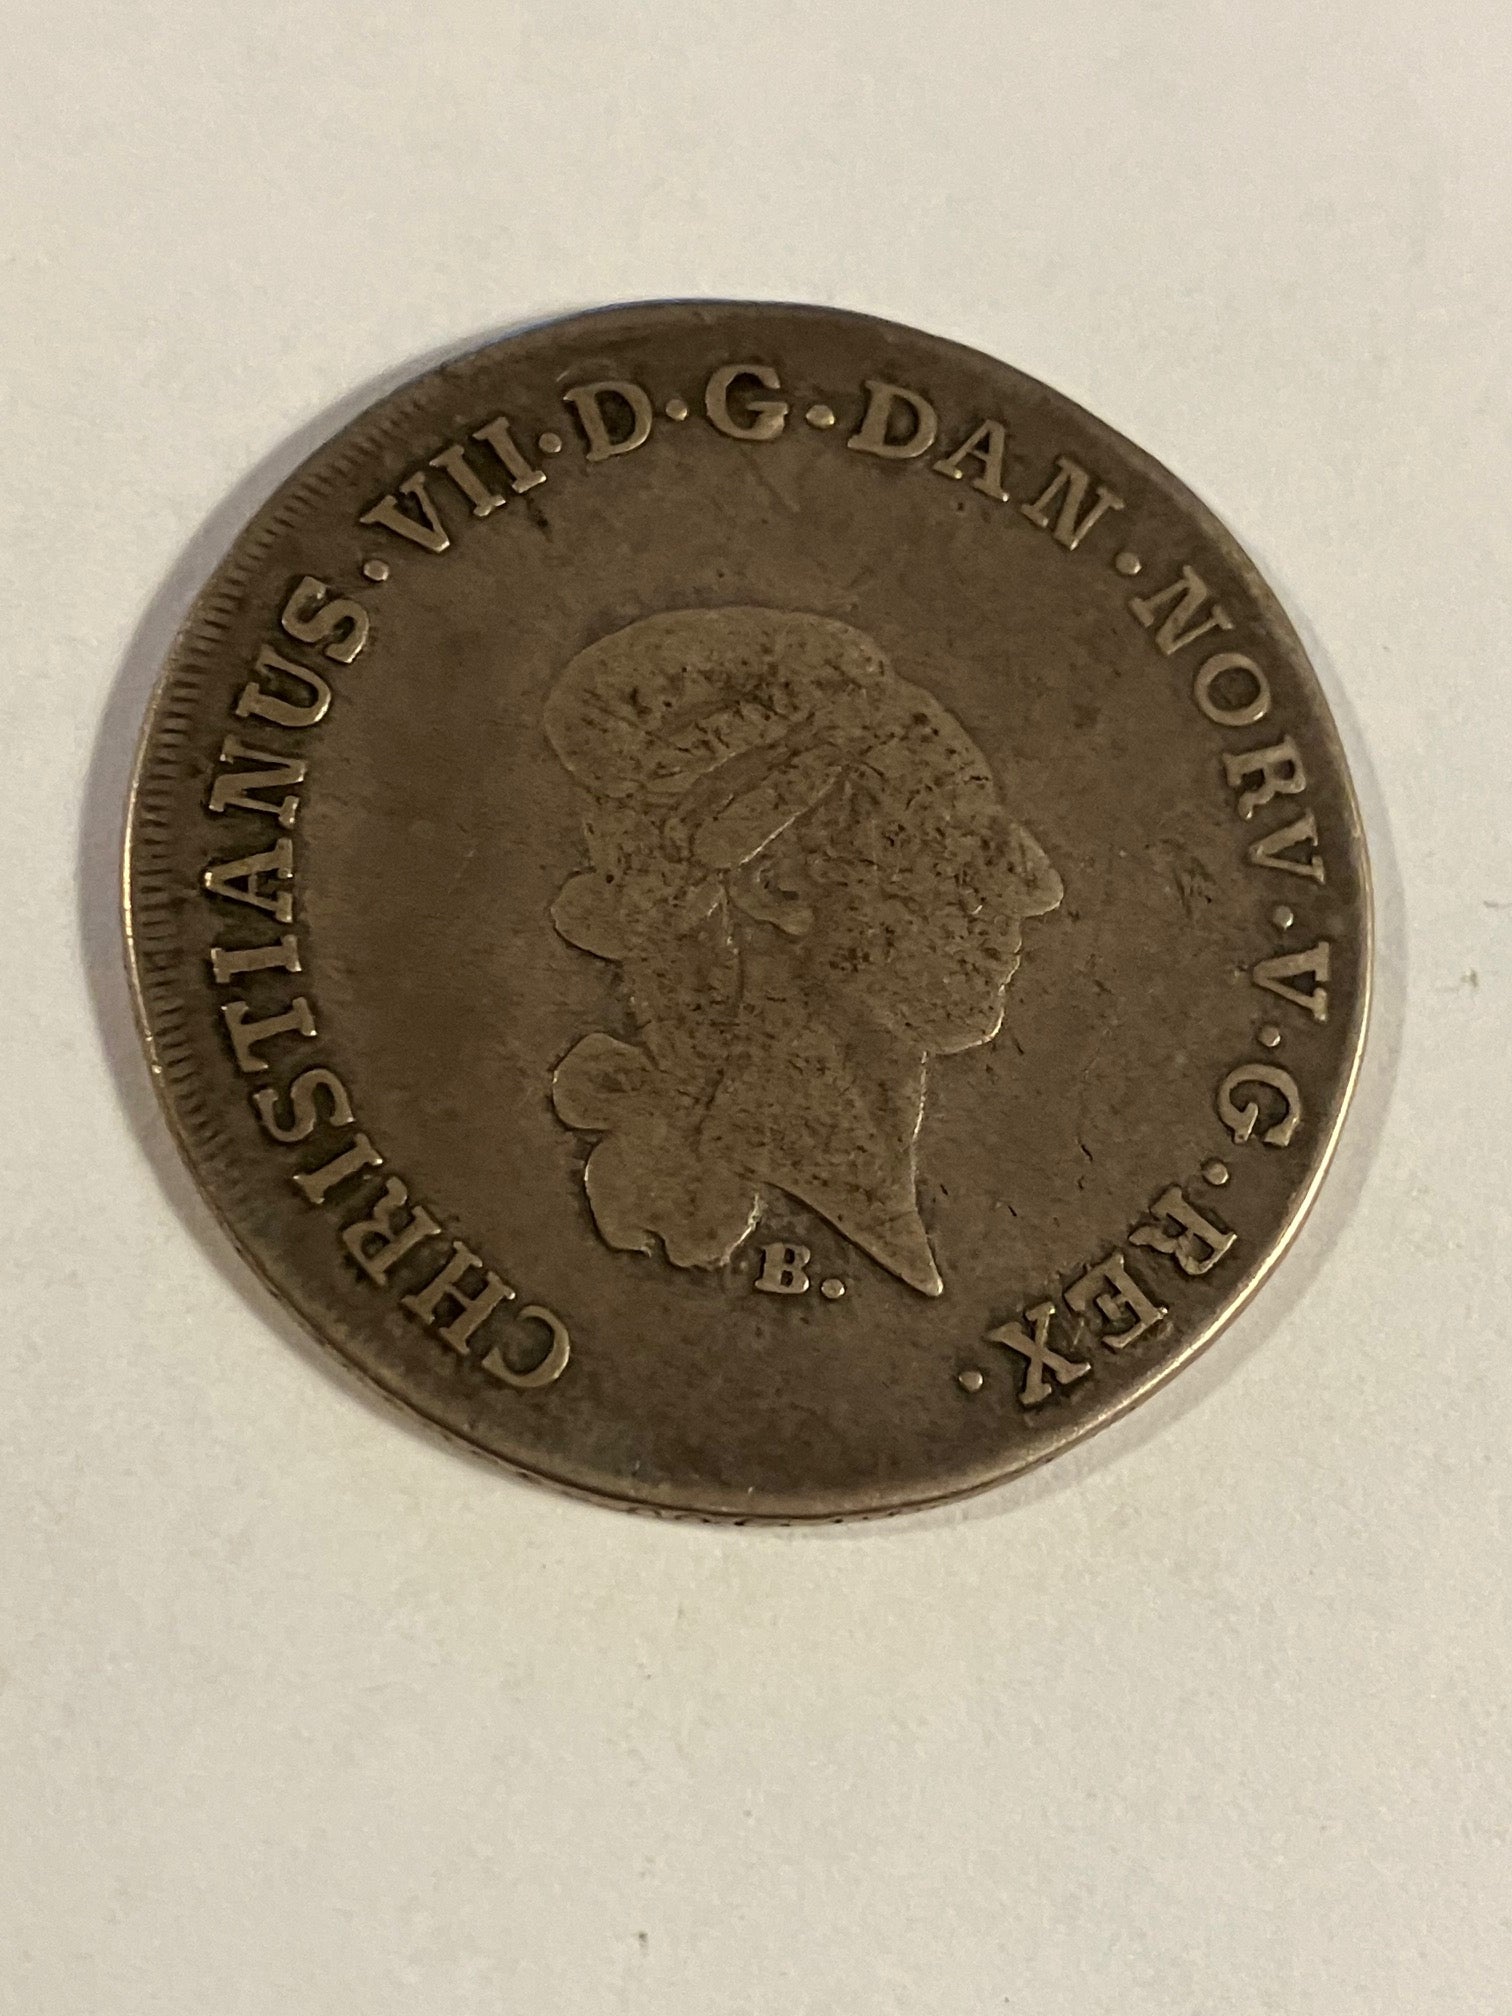 CHRISTIANUS · VII · D · G · DAN · NORV · V · G · REX ·
B.